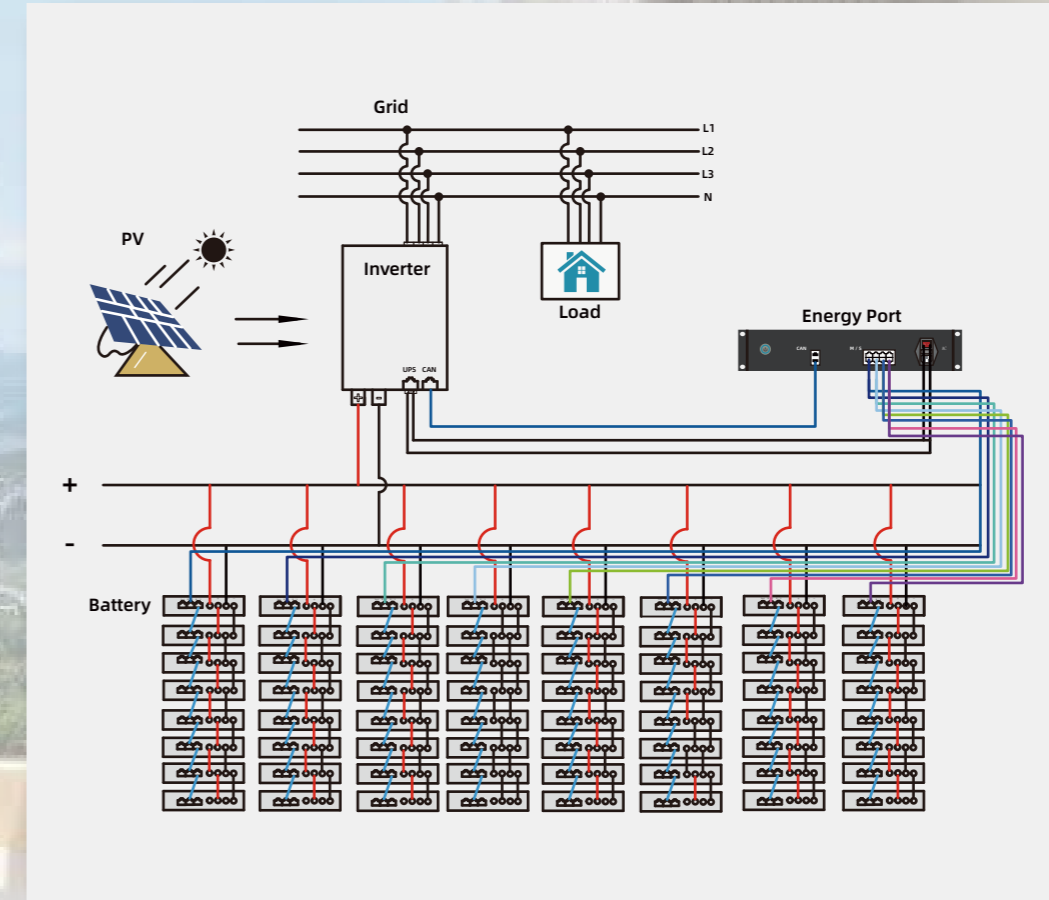 Grid
L1
L2
L3
N
PV
Inverter
Load
Energy Port
CAN
M / S
UPS CAN
+ -
+
-
Battery